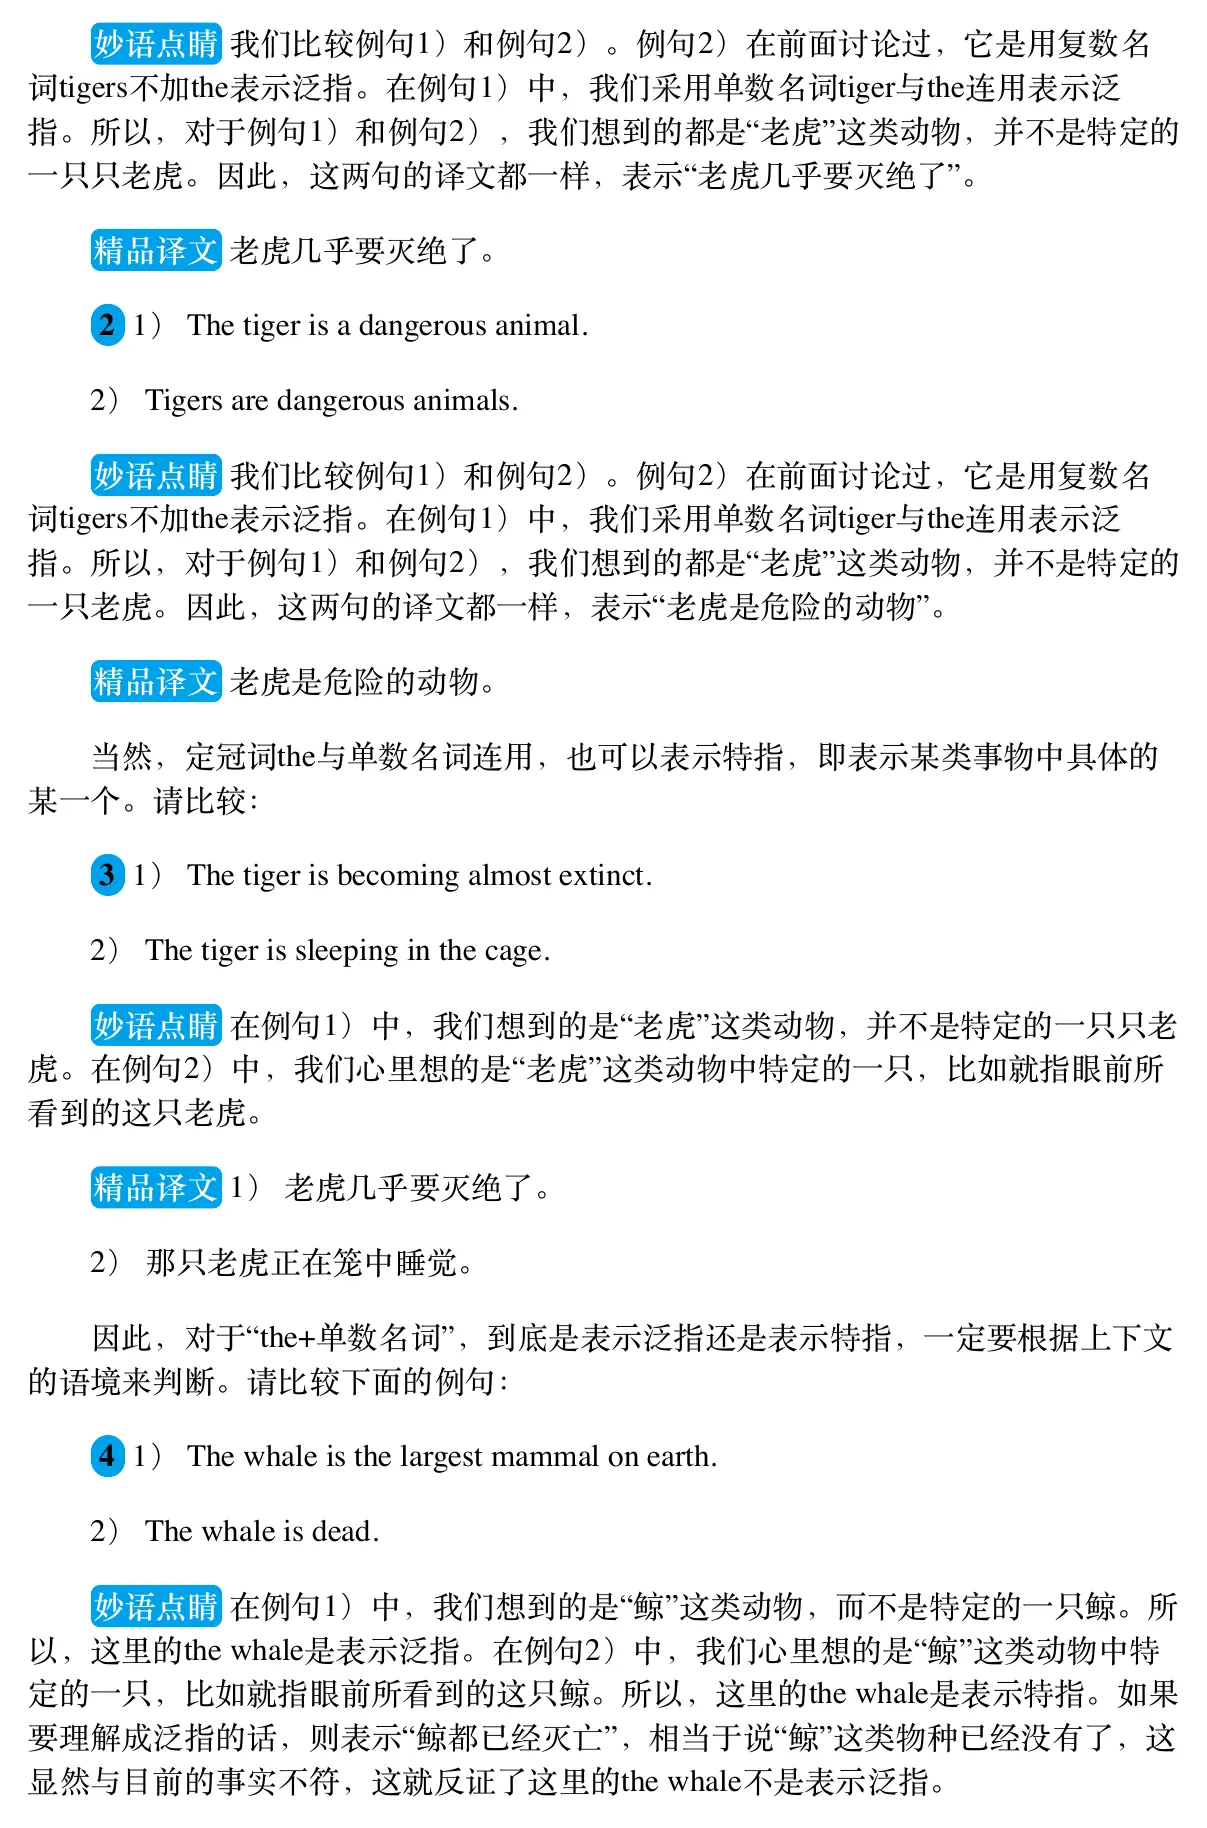 妙语点睛 我们比较例句1）和例句2）。例句2）在前面讨论过，它是用复数名
词tigers不加the表示泛指。在例句1）中，我们采用单数名词tiger与the连用表示泛
指。所以，对于例句1）和例句2），我们想到的都是“老虎”这类动物，并不是特定的
一只只老虎。因此，这两句的译文都一样，表示“老虎几乎要灭绝了”。
精品译文 老虎几乎要灭绝了。
2 1） The tiger is a dangerous animal.
2） Tigers are dangerous animals.
妙语点睛 我们比较例句1）和例句2）。例句2）在前面讨论过，它是用复数名
词tigers不加the表示泛指。在例句1）中，我们采用单数名词tiger与the连用表示泛
指。所以，对于例句1）和例句2），我们想到的都是“老虎”这类动物，并不是特定的
一只老虎。因此，这两句的译文都一样，表示“老虎是危险的动物”。
精品译文 老虎是危险的动物。
当然，定冠词the与单数名词连用，也可以表示特指，即表示某类事物中具体的
某一个。请比较：
3 1） The tiger is becoming almost extinct.
2） The tiger is sleeping in the cage.
妙语点睛 在例句1）中，我们想到的是“老虎”这类动物，并不是特定的一只只老
虎。在例句2）中，我们心里想的是“老虎”这类动物中特定的一只，比如就指眼前所
看到的这只老虎。
精品译文 1） 老虎几乎要灭绝了。
2） 那只老虎正在笼中睡觉。
因此，对于“the+单数名词”，到底是表示泛指还是表示特指，一定要根据上下文
的语境来判断。请比较下面的例句：
4 1） The whale is the largest mammal on earth.
2） The whale is dead.
妙语点睛 在例句1）中，我们想到的是“鲸”这类动物，而不是特定的一只鲸。所
以，这里的the whale是表示泛指。在例句2）中，我们心里想的是“鲸”这类动物中特
定的一只，比如就指眼前所看到的这只鲸。所以，这里的the whale是表示特指。如果
要理解成泛指的话，则表示“鲸都已经灭亡”，相当于说“鲸”这类物种已经没有了，这
显然与目前的事实不符，这就反证了这里的the whale不是表示泛指。